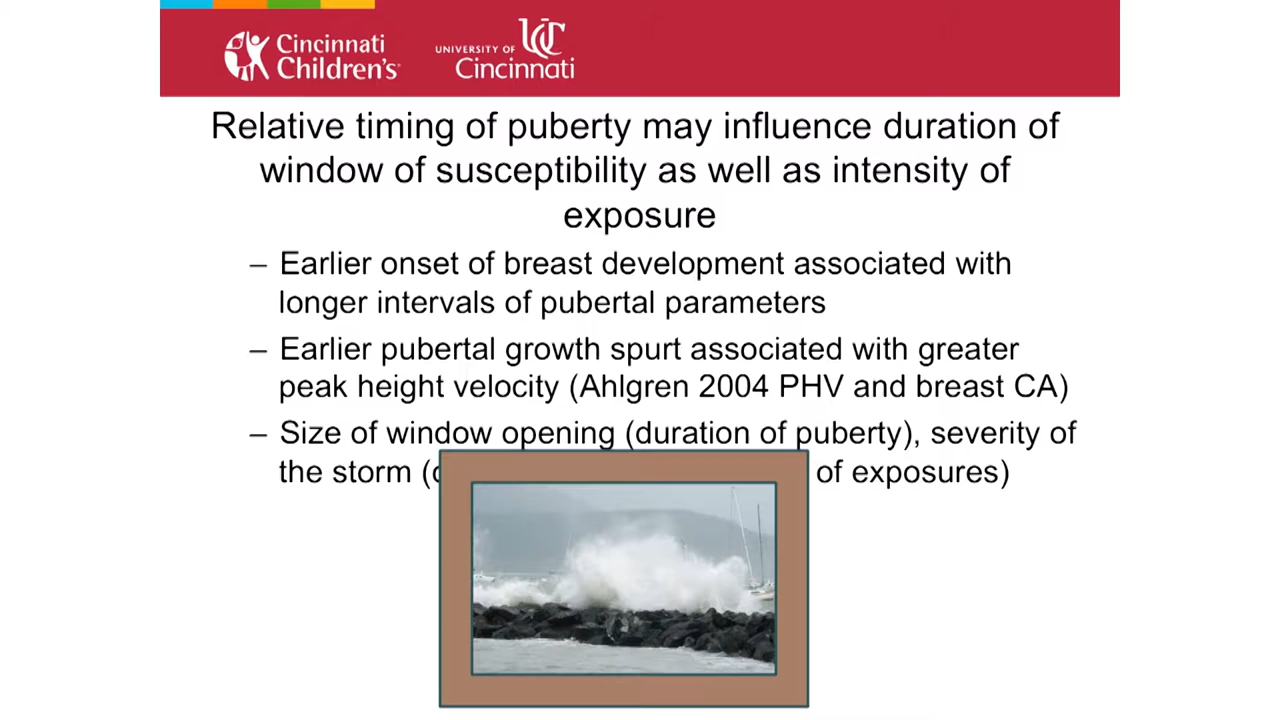 Cincinnati
Children's
UNIVERSITY OF
UC
Cincinnati
Relative timing of puberty may influence duration of
window of susceptibility as well as intensity of
exposure
– Earlier onset of breast development associated with
longer intervals of pubertal parameters
– Earlier pubertal growth spurt associated with greater
peak height velocity (Ahlgren 2004 PHV and breast CA)
– Size of window opening (duration of puberty), severity of
the storm ( of exposures)